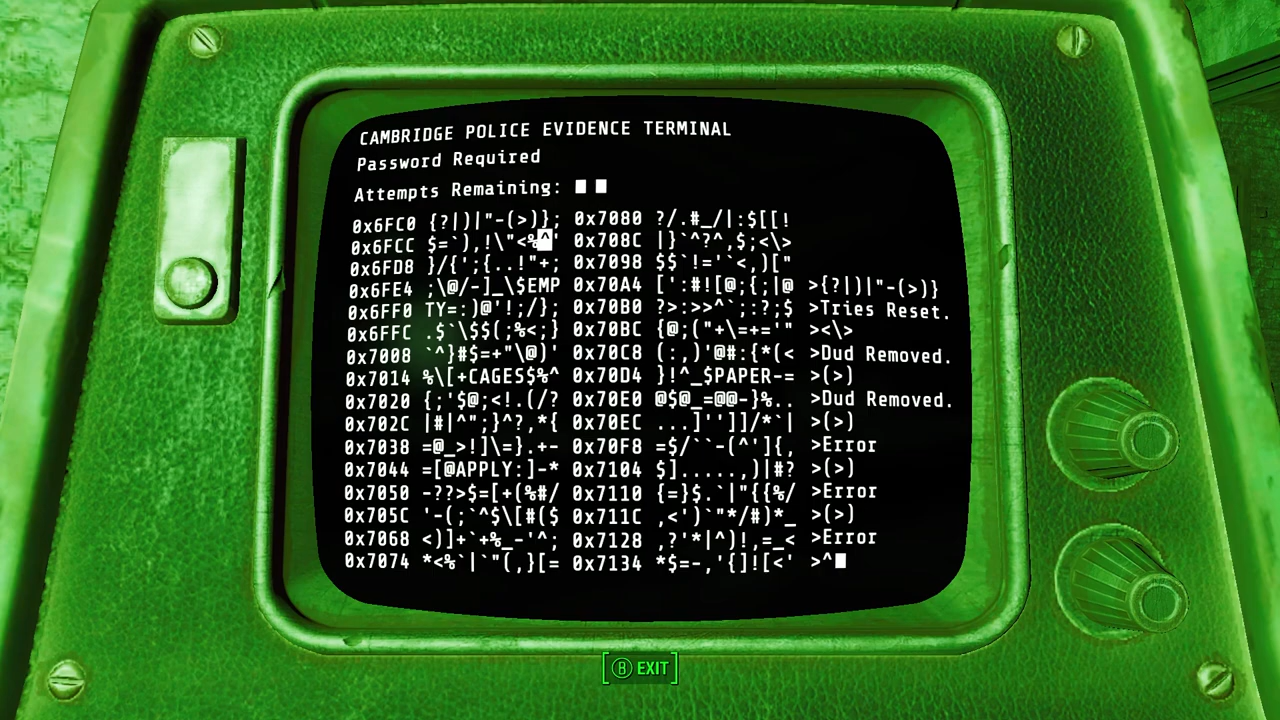 CAMBRIDGE POLICE EVIDENCE TERMINAL
Password Required
Attempts Remaining: ■ ■
0x6FC0 {?|)|"-(>)}; 0x7080 ?/.#_/|:$[[!
0x6FCC $=`),!\"<%^' 0x708C |}`^?^,$;<\>
0x6FD8 }/{';{..!"+; 0x7098 $$`!='`<,)["
0x6FE4 ;\@/-]_\$EMP 0x70A4 [':#![@;{;|@ >{?|)|"-(>)}
0x6FF0 TY=:)@'!;/}; 0x70B0 ?>:>>^`;:?;$ >Tries Reset.
0x6FFC .$`\$$(;%<;} 0x70BC {@;("+\=+='" ><\>
0x7008 `^}#$=+"\@)' 0x70C8 (:,)'@#:{*(< >Dud Removed.
0x7014 %\[+CAGES$%^ 0x70D4 }!^_$PAPER-= >(>)
0x7020 {;'$@;<!.(/? 0x70E0 @$@_=@@-}%.. >Dud Removed.
0x702C |#|^";}^?,*{ 0x70EC ...]'']]/*`| >(>)
0x7038 =@_>!]\=}.+- 0x70F8 =$/``-(^']{, >Error
0x7044 =[@APPLY:]-* 0x7104 $].....,)|#? >(>)
0x7050 -??>$=[+(%#/ 0x7110 {=}$.`|"{{%/ >Error
0x705C '-(;`^$\[#($ 0x711C ,<')`"*/#)*_ >(>)
0x7068 <)]+`+%_-'^; 0x7128 ,?'*|^)!,=_< >Error
0x7074 *<%`|`"(,}[= 0x7134 *$=-,'{]![<' >^■
[Ⓑ EXIT]